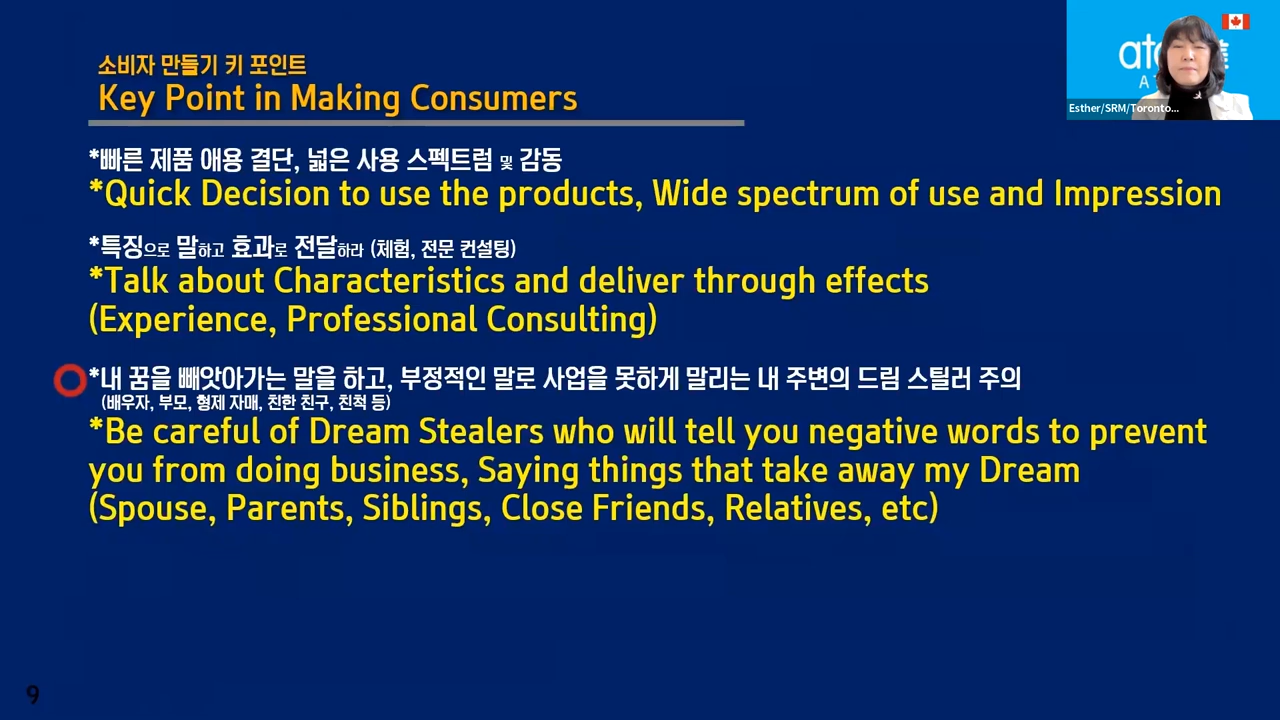 소비자 만들기 키 포인트
Key Point in Making Consumers
*빠른 제품 애용 결단, 넓은 사용 스펙트럼 및 감동
*Quick Decision to use the products, Wide spectrum of use and Impression
*특징으로 말하고 효과로 전달하라 (체험, 전문 컨설팅)
*Talk about Characteristics and deliver through effects
(Experience, Professional Consulting)
*내 꿈을 빼앗아가는 말을 하고, 부정적인 말로 사업을 못하게 말리는 내 주변의 드림 스틸러 주의
(배우자, 부모, 형제 자매, 친한 친구, 친척 등)
*Be careful of Dream Stealers who will tell you negative words to prevent
you from doing business, Saying things that take away my Dream
(Spouse, Parents, Siblings, Close Friends, Relatives, etc)
Esther/SRM/Toronto...
9